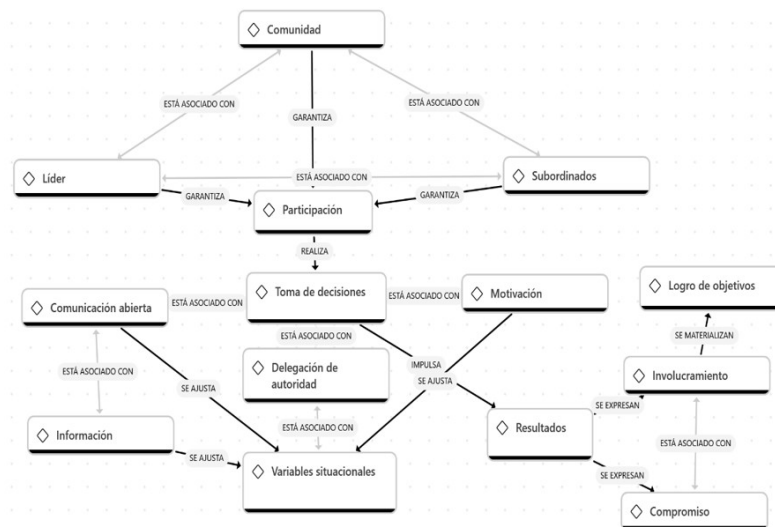 Comunidad
ESTÁ ASOCIADO CON
ESTÁ ASOCIADO CON
GARANTIZA
Líder
ESTÁ ASOCIADO CON
Subordinados
GARANTIZA
GARANTIZA
Participación
REALIZA
Logro de objetivos
Toma de decisiones
Comunicación abierta
ESTÁ ASOCIADO CON
ESTÁ ASOCIADO CON
Motivación
ESTÁ ASOCIADO CON
SE MATERIALIZAN
Delegación de
autoridad
IMPULSA
ESTÁ ASOCIADO CON
SE AJUSTA
SE AJUSTA
Involucramiento
SE EXPRESAN
Información
ESTÁ ASOCIADO CON
Resultados
ESTÁ ASOCIADO CON
SE AJUSTA
Variables situacionales
SE EXPRESAN
Compromiso